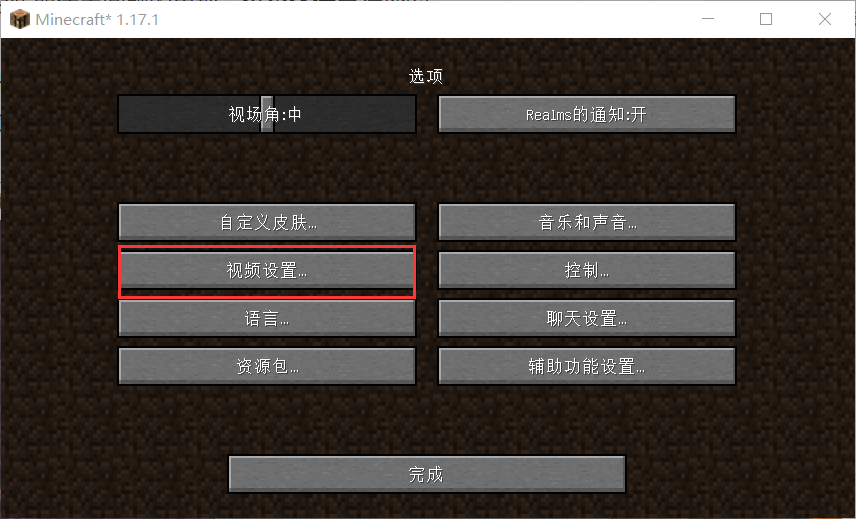 Minecraft* 1.17.1
选项
视场角:中
Realms的通知:开
自定义皮肤...
音乐和声音...
视频设置...
控制...
语言...
聊天设置...
资源包...
辅助功能设置...
完成